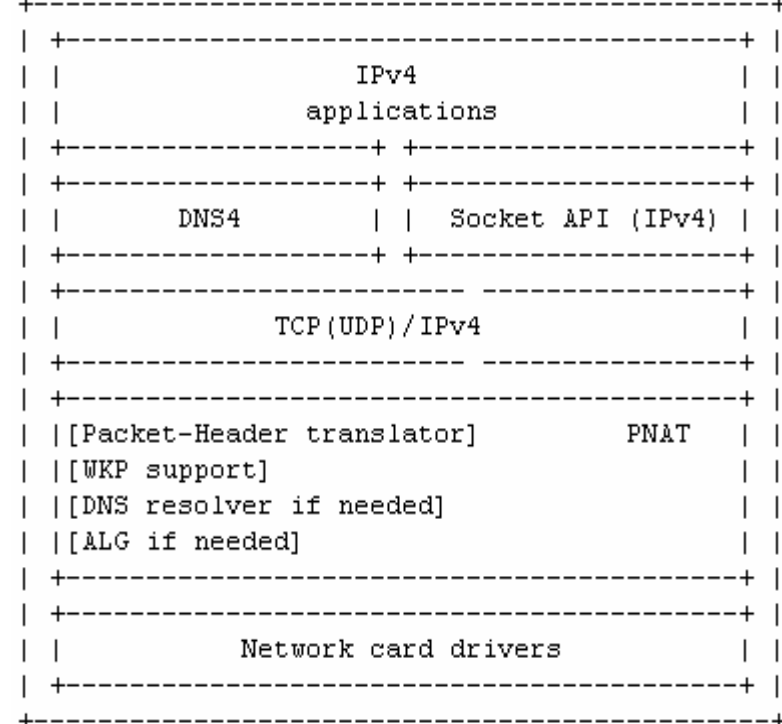 IPv4
applications
DNS4 Socket API (IPv4)
TCP(UDP)/IPv4
[Packet-Header translator] PNAT
[WKP support]
[DNS resolver if needed]
[ALG if needed]
Network card drivers